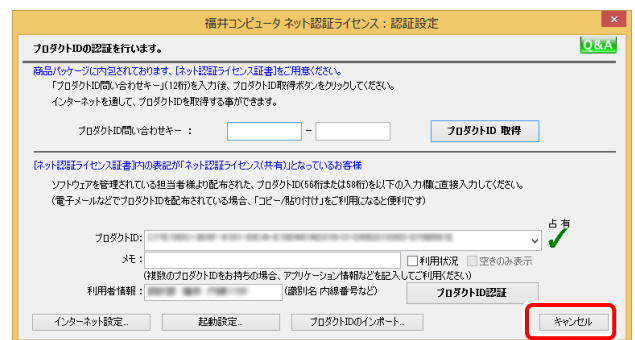 福井コンピュータ ネット認証ライセンス：認証設定
プロダクトIDの認証を行います。
Q&A
商品パッケージに内包されております、[ネット認証ライセンス証書]をご用意ください。
「プロダクトID問い合わせキー」(12桁)を入力後、プロダクトID取得ボタンをクリックしてください。
インターネットを通して、プロダクトIDを取得する事ができます。
プロダクトID問い合わせキー ：
－
プロダクトID 取得
[ネット認証ライセンス証書]内の表記が「ネット認証ライセンス(共有)」となっているお客様
ソフトウェアを管理されている担当者様より配布された、プロダクトID(56桁または58桁)を以下の入力欄に直接入力してください。
(電子メールなどでプロダクトIDを配布されている場合、「コピー/貼り付け」をご利用になると便利です)
占有
プロダクトID：
メモ：
利用状況
空きのみ表示
(複数のプロダクトIDをお持ちの場合、アプリケーション情報などを記入してご利用ください)
利用者情報：
(識別名 内線番号など)
プロダクトID認証
インターネット設定...
起動設定...
プロダクトIDのインポート...
キャンセル